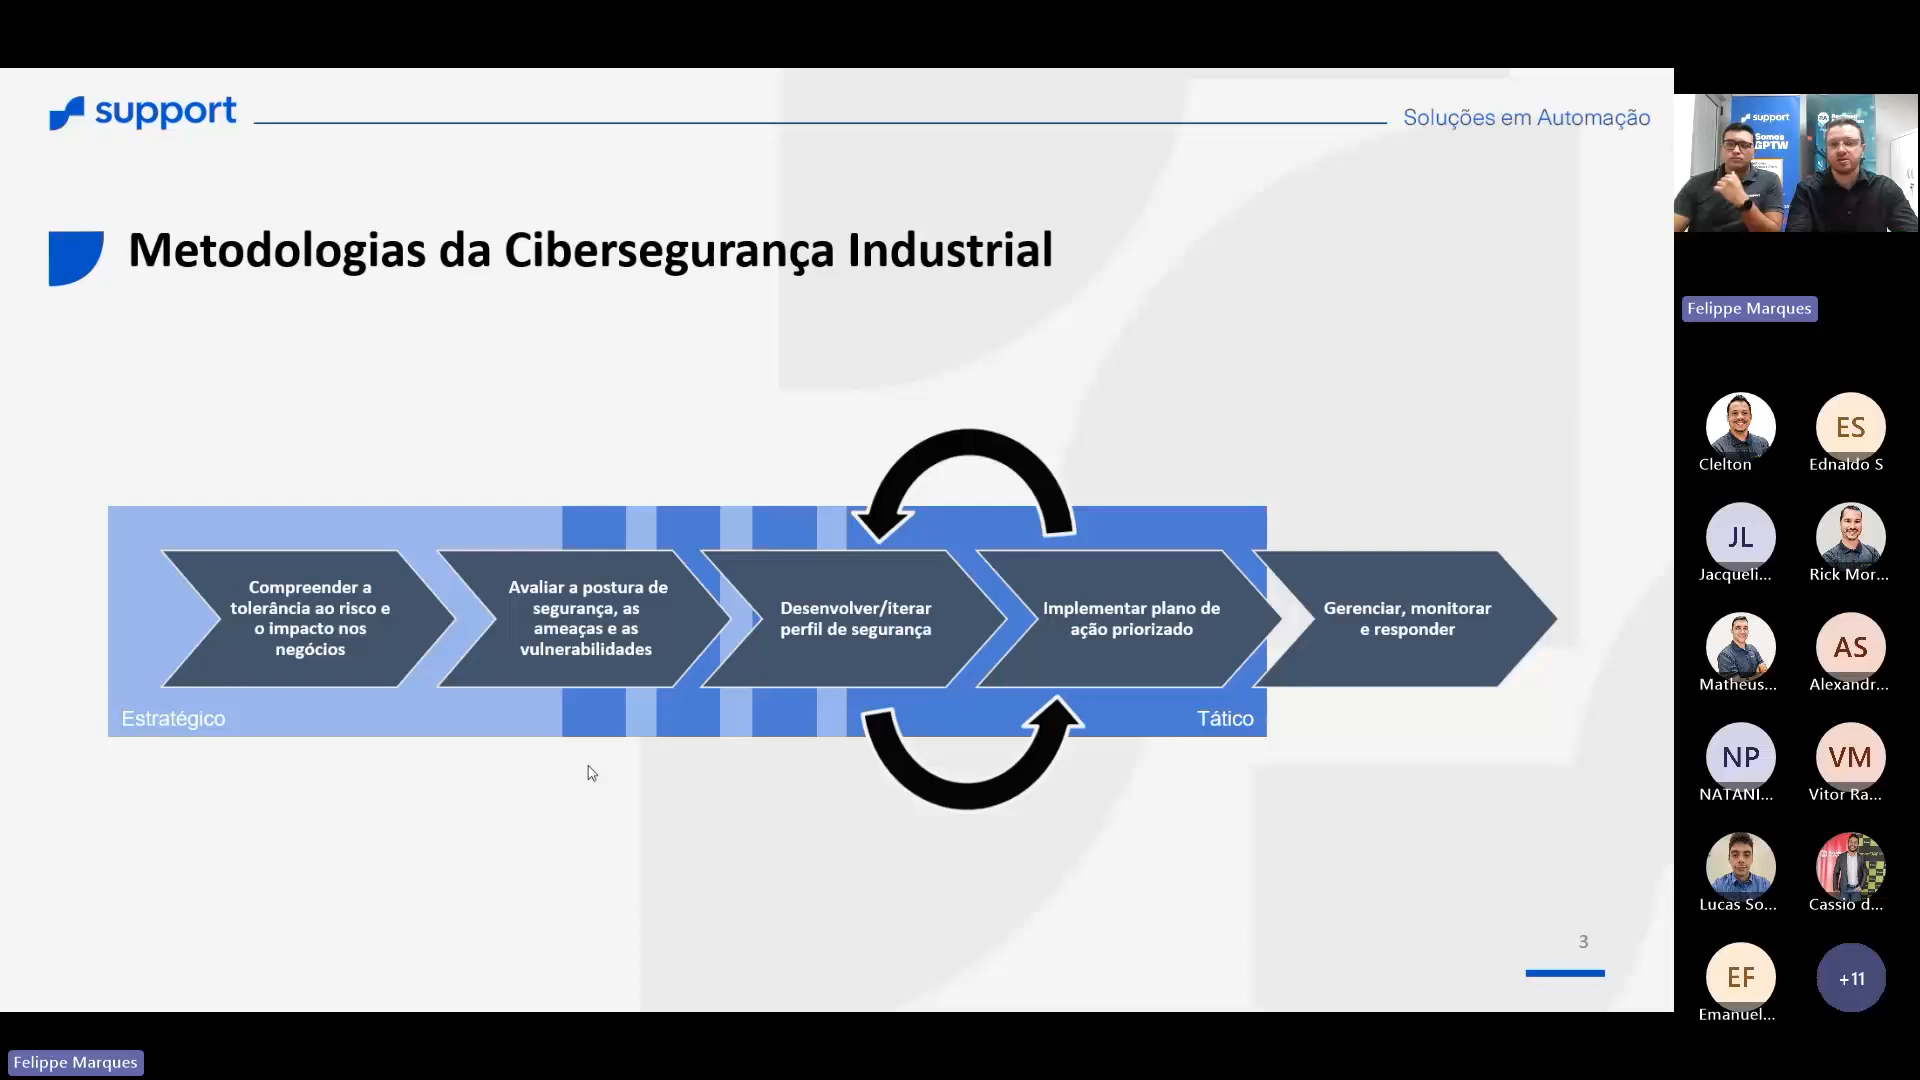 support
Soluções em Automação
Metodologias da Cibersegurança Industrial
Compreender a
tolerância ao risco e
o impacto nos
negócios
Avaliar a postura de
segurança, as
ameaças e as
vulnerabilidades
Desenvolver/iterar
perfil de segurança
Implementar plano de
ação priorizado
Gerenciar, monitorar
e responder
Estratégico
Tático
3
support
Somos
GPTW
Felippe Marques
Clelton
ES
Ednaldo S
JL
Jacqueli...
Rick Mor...
Matheus...
AS
Alexandr...
NP
NATANI...
VM
Vitor Ra...
Lucas So...
Cassio d...
EF
Emanuel...
+11
Felippe Marques